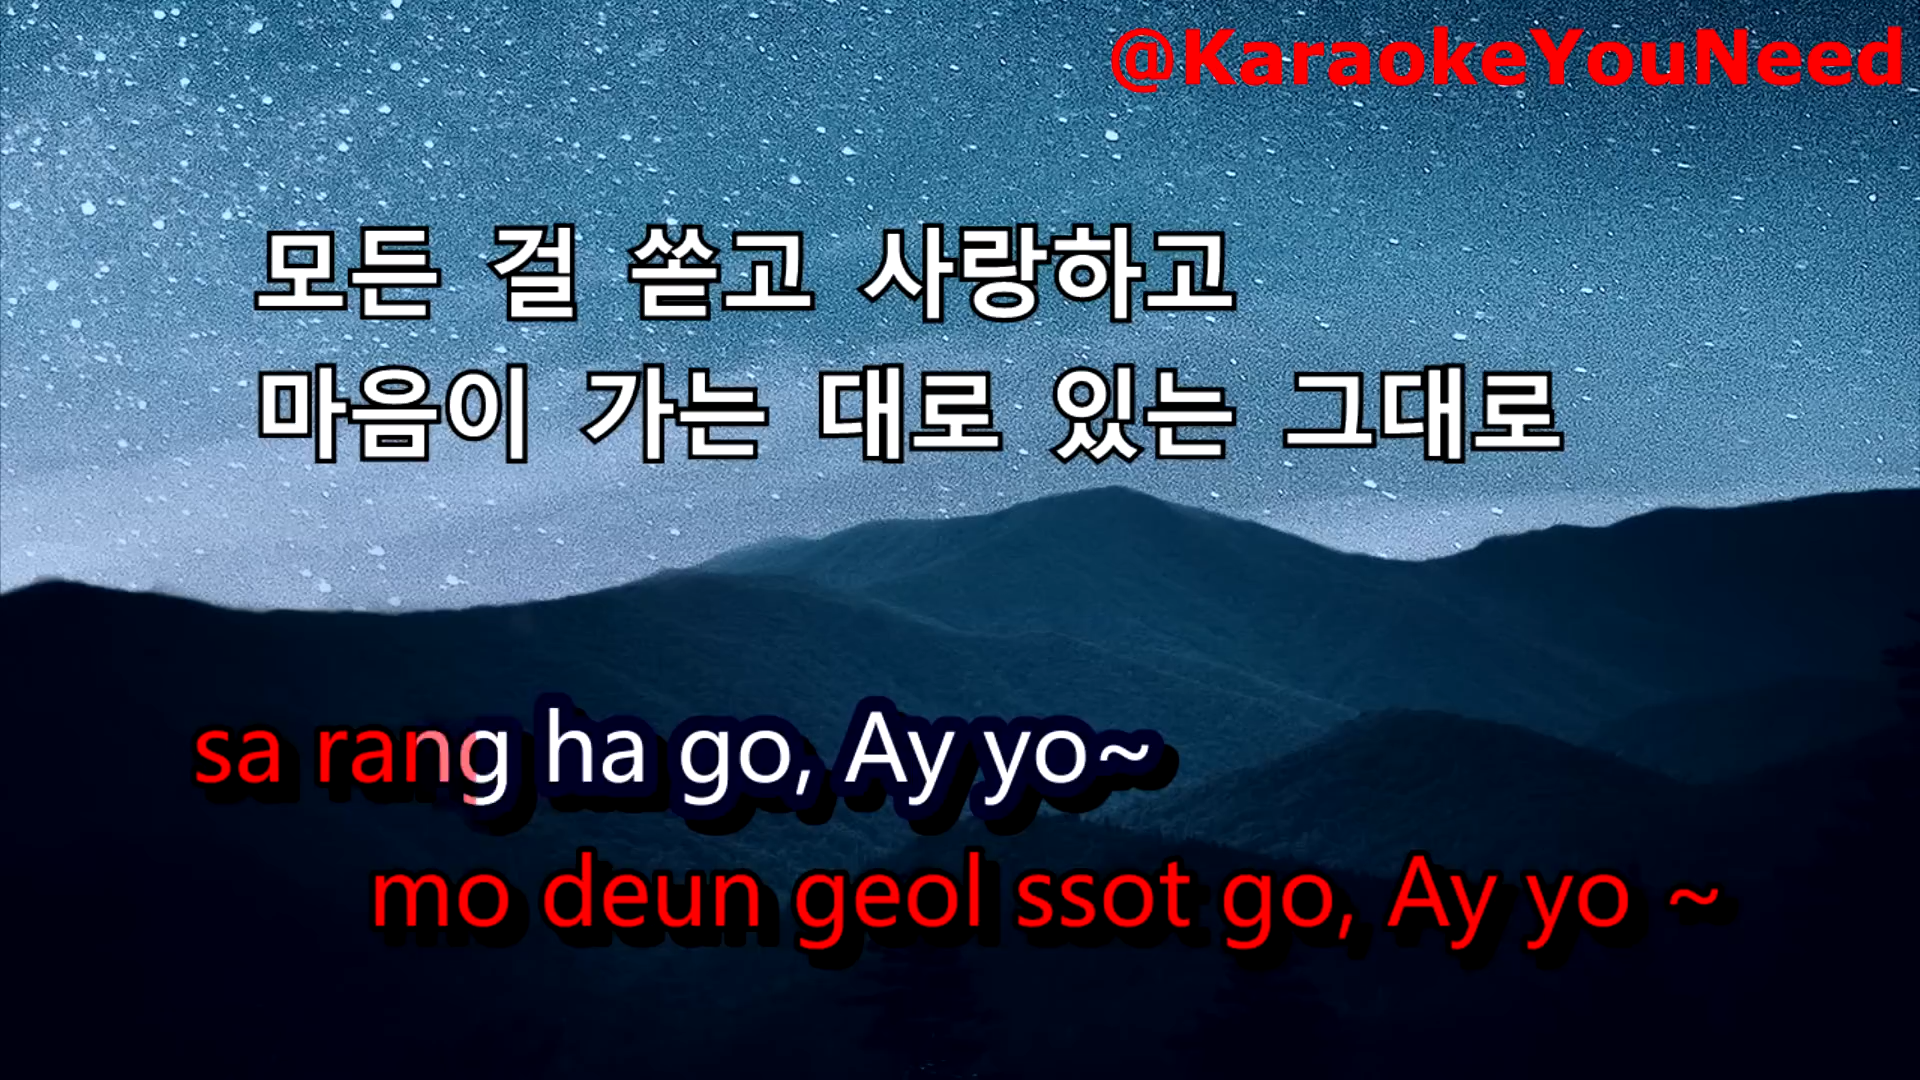 @KaraokeYouNeed
모든 걸 쏟고 사랑하고
마음이 가는 대로 있는 그대로
sa rang ha go, Ay yo~
mo deun geol ssot go, Ay yo ~